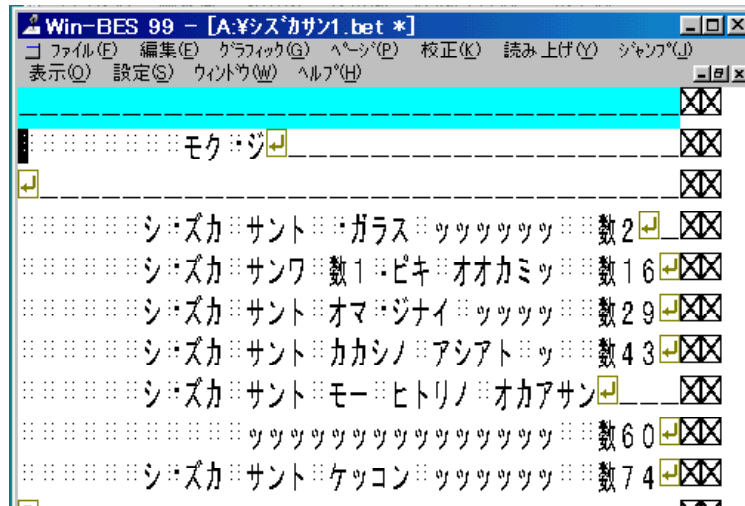 Win-BES 99 - [A:¥シズカサン1.bet *]
ファイル(F) 編集(E) グラフィック(G) ページ(P) 校正(K) 読み上げ(Y) ジャンプ(J)
表示(O) 設定(S) ウィンドウ(W) ヘルプ(H)
モク ジ
シ ズカ サント ガラス ッッッッッッ 数2
シ ズカ サンワ 数1 ピキ オオカミッ 数16
シ ズカ サント オマ ジナイ ッッッッ 数29
シ ズカ サント カカシノ アシアト ッ 数43
シ ズカ サント モー ヒトリノ オカアサン
ッッッッッッッッッッッッッッッッ 数60
シ ズカ サント ケッコン ッッッッッッ 数74